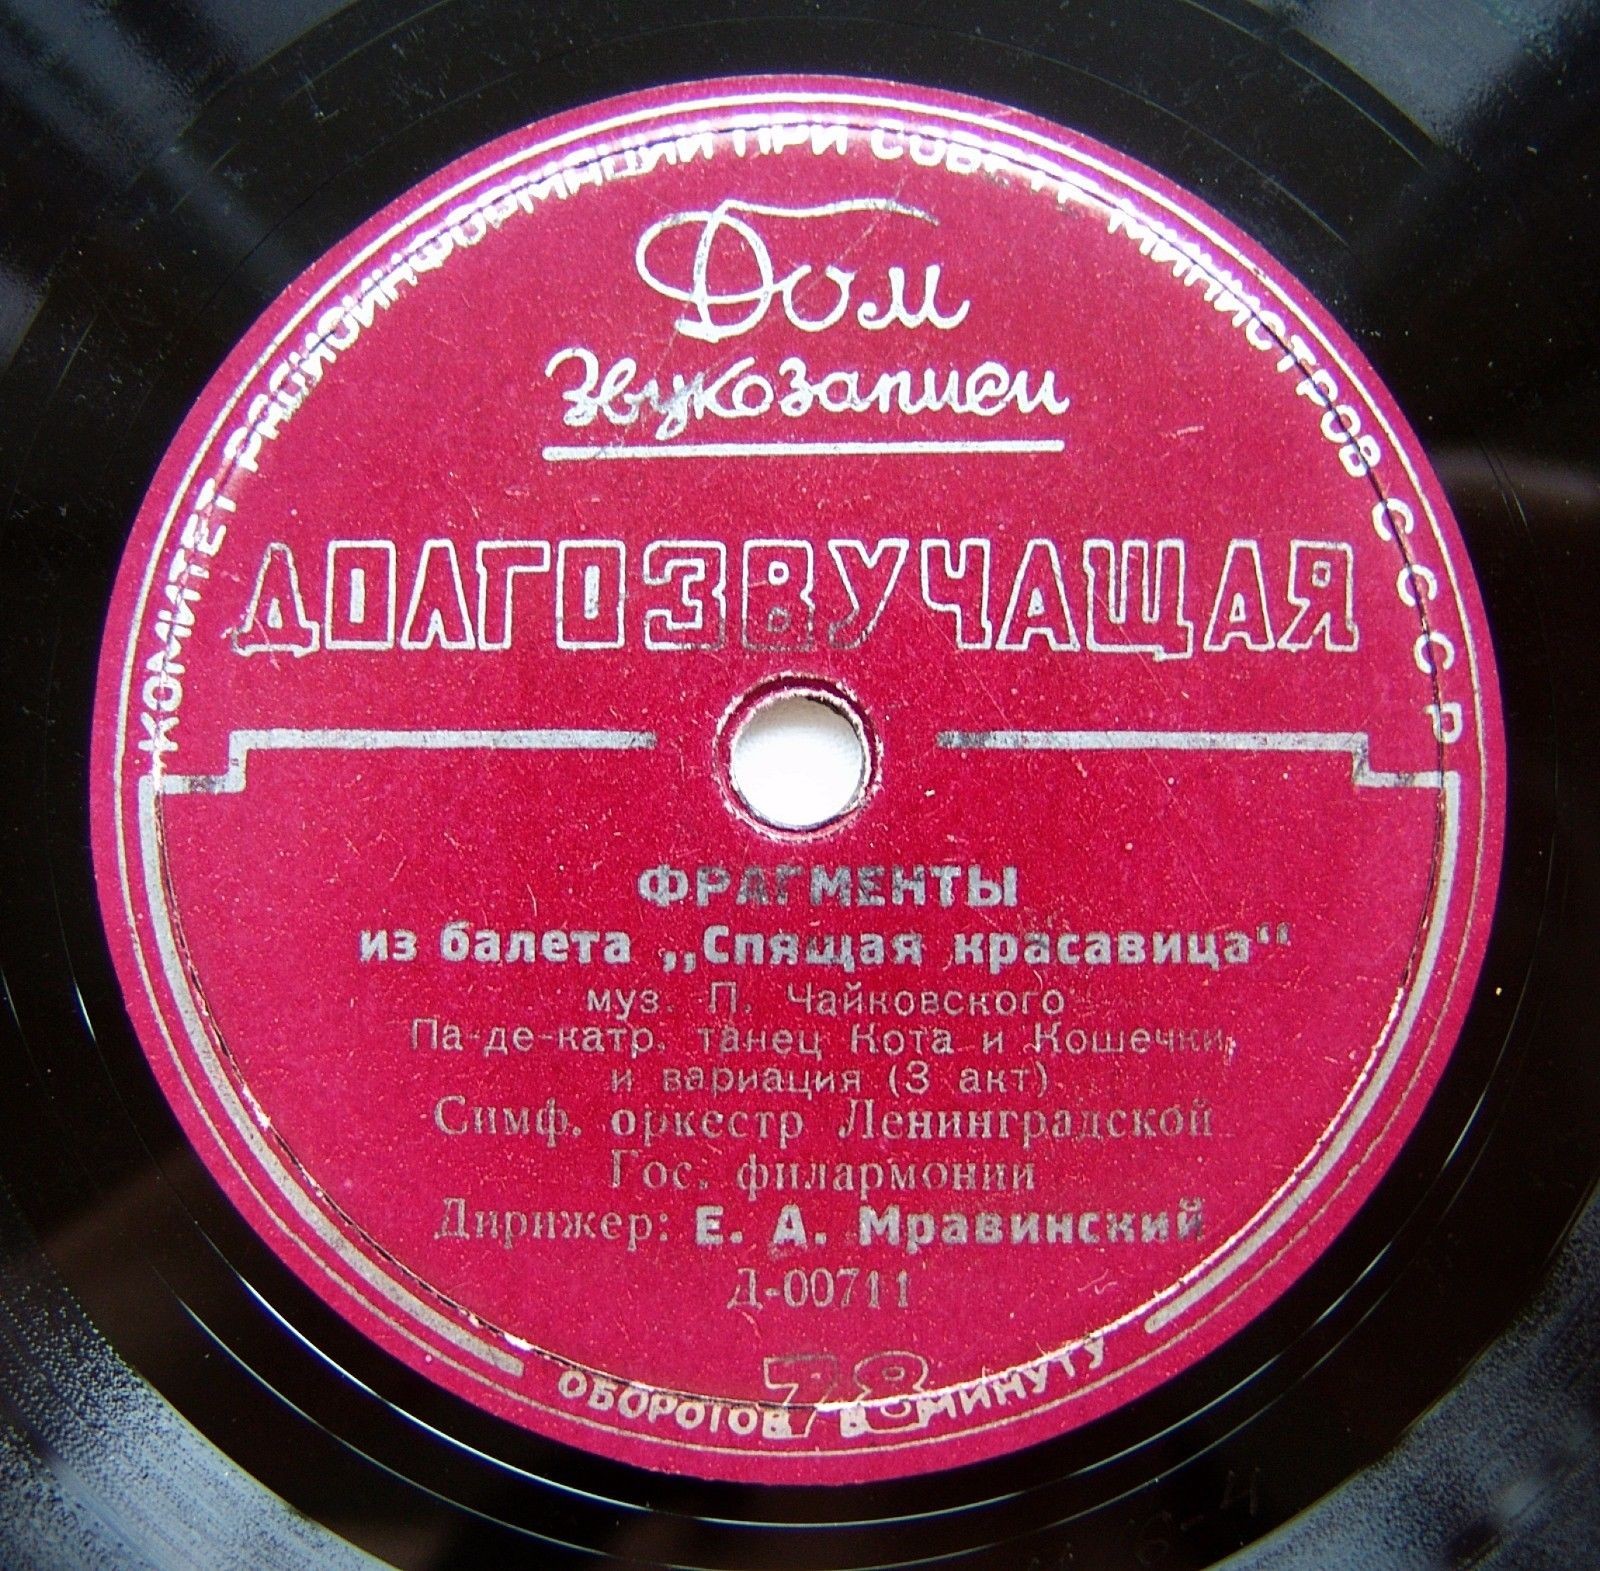 КОМИТЕТ РАДИОИНФОРМАЦИИ ПРИ СОВЕТЕ МИНИСТРОВ СССР
Дом
Звукозаписи
ДОЛГОЗВУЧАЩАЯ
ФРАГМЕНТЫ
из балета „Спящая красавица“
муз. П. Чайковского
Па-де-катр, танец Кота и Кошечки,
и вариация (3 акт)
Симф. оркестр Ленинградской
Гос. филармонии
Дирижер: Е. А. Мравинский
Д-00711
78
ОБОРОТОВ В МИНУТУ